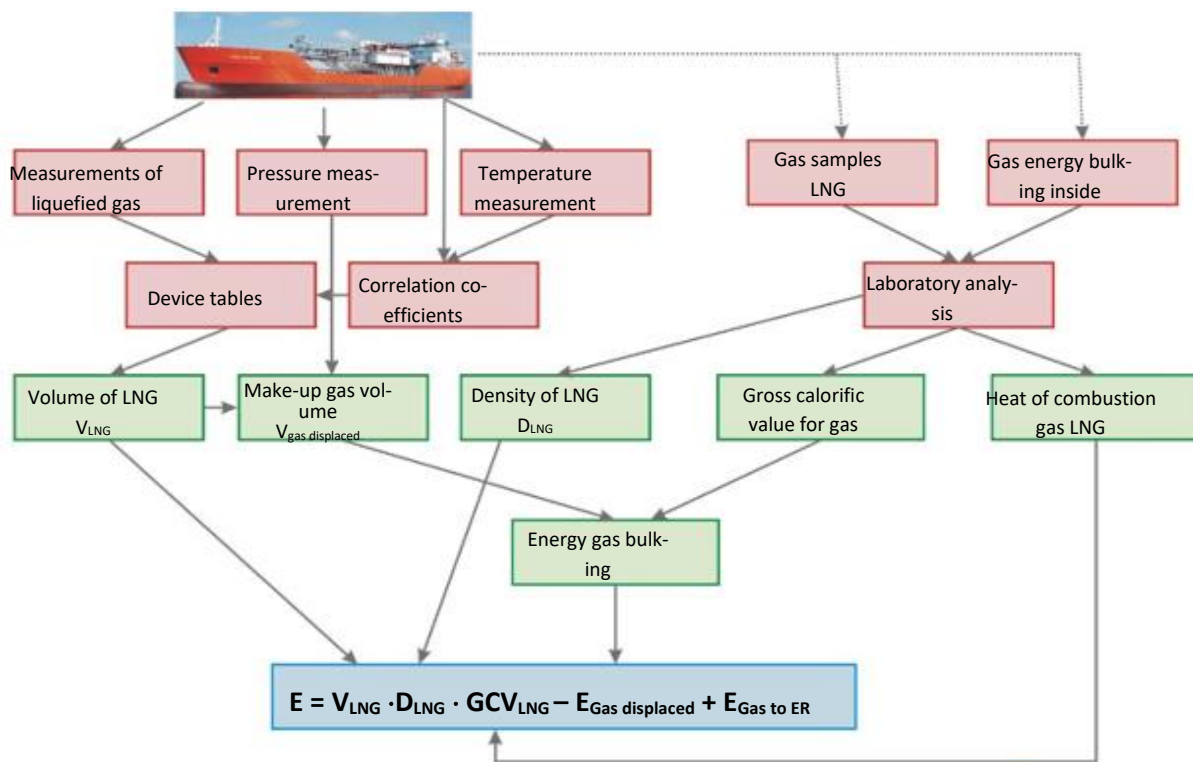 Measurements of
liquefied gas
Pressure meas-
urement
Temperature
measurement
Gas samples
LNG
Gas energy bulk-
ing inside
Device tables
Correlation co-
efficients
Laboratory analy-
sis
Volume of LNG
VLNG
Make-up gas vol-
ume
Vgas displaced
Density of LNG
DLNG
Gross calorific
value for gas
Heat of combustion
gas LNG
Energy gas bulk-
ing
E = VLNG ·DLNG · GCVLNG – EGas displaced + EGas to ER